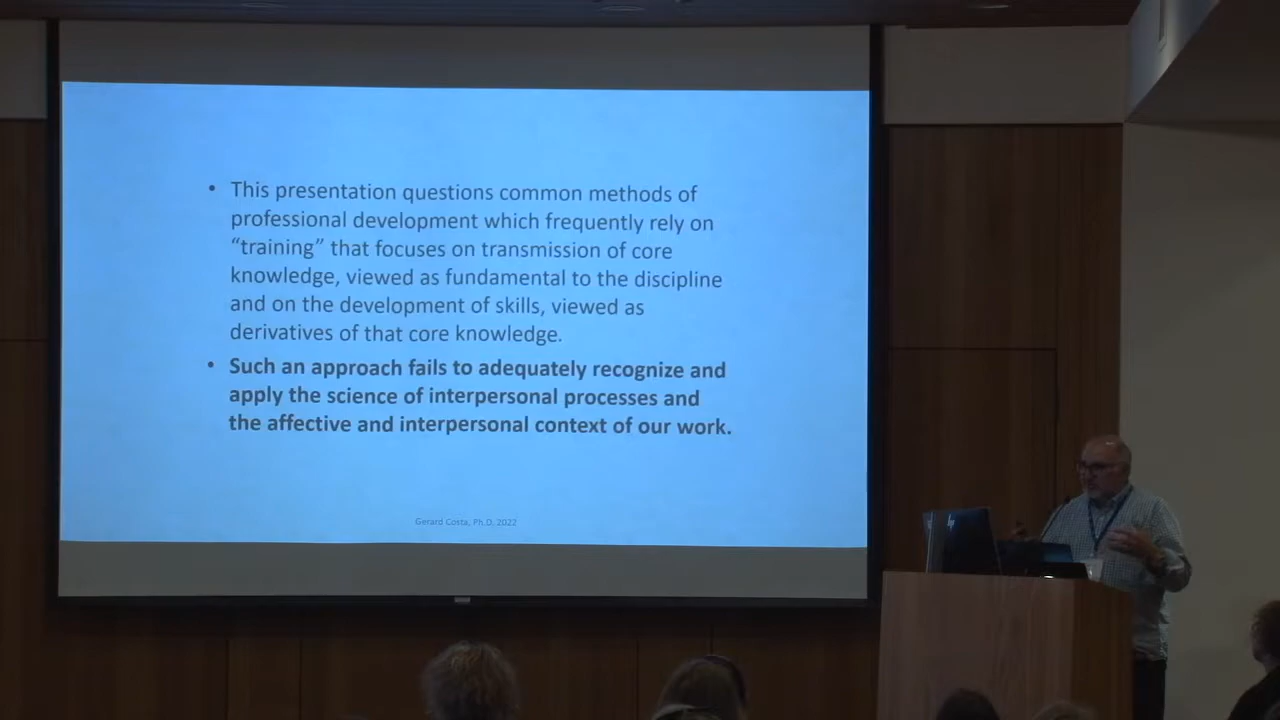 • This presentation questions common methods of
professional development which frequently rely on
“training” that focuses on transmission of core
knowledge, viewed as fundamental to the discipline
and on the development of skills, viewed as
derivatives of that core knowledge.
• Such an approach fails to adequately recognize and
apply the science of interpersonal processes and
the affective and interpersonal context of our work.
Gerard Costa, Ph.D. 2022
hp